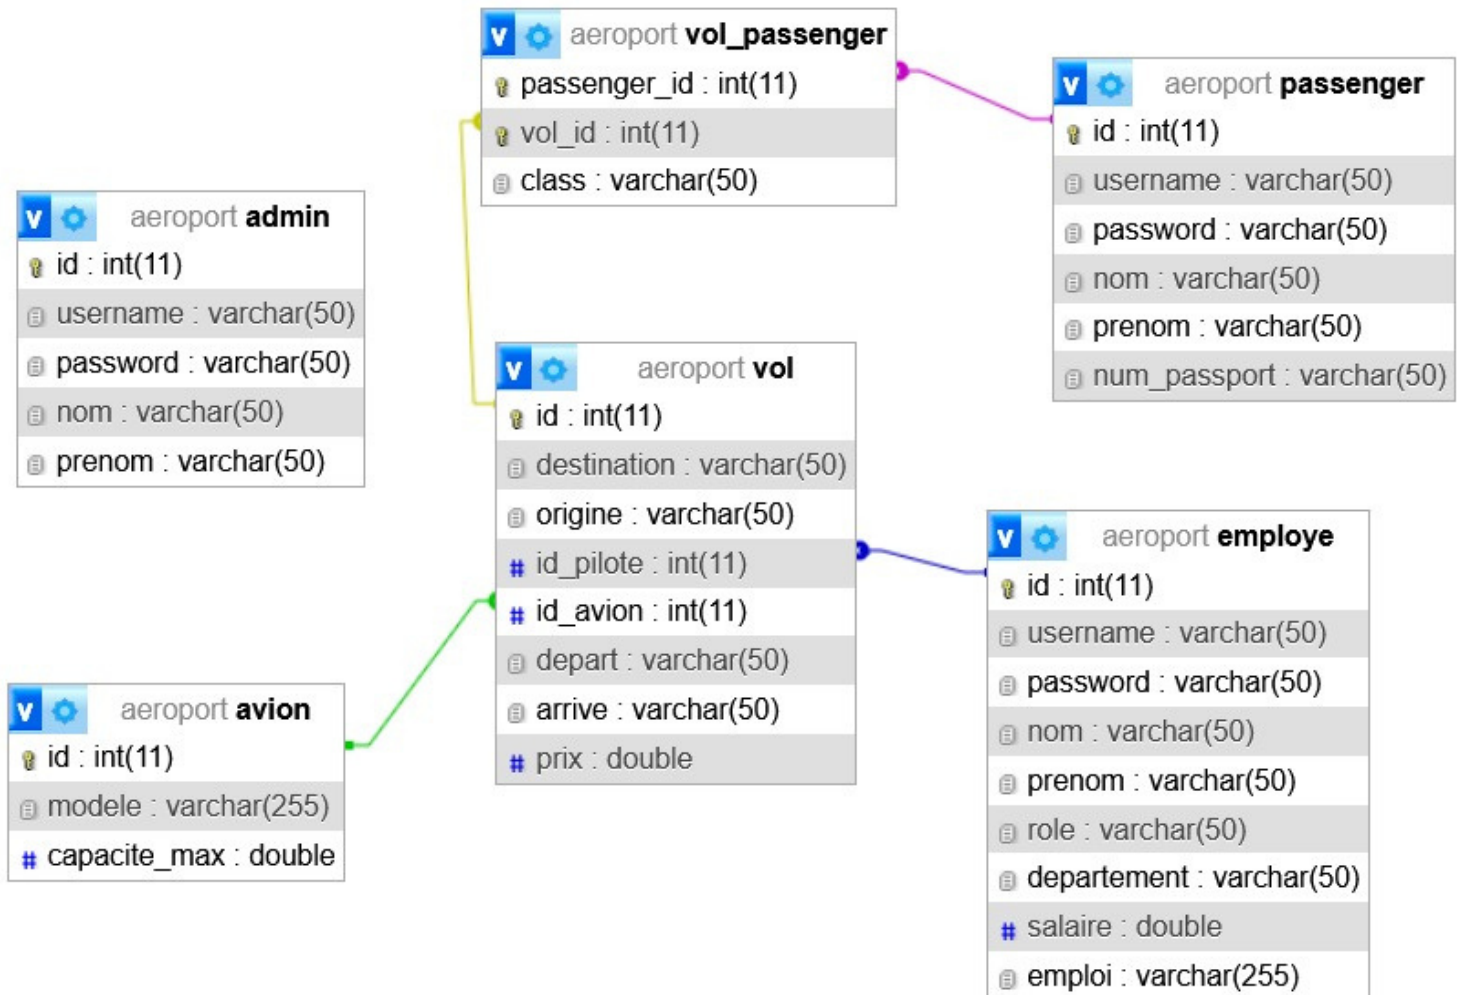 v aeroport vol_passenger
passenger_id : int(11)
vol_id : int(11)
class : varchar(50)
v aeroport passenger
id : int(11)
username : varchar(50)
password : varchar(50)
nom : varchar(50)
prenom : varchar(50)
num_passport : varchar(50)
v aeroport admin
id : int(11)
username : varchar(50)
password : varchar(50)
nom : varchar(50)
prenom : varchar(50)
v aeroport vol
id : int(11)
destination : varchar(50)
origine : varchar(50)
# id_pilote : int(11)
# id_avion : int(11)
depart : varchar(50)
arrive : varchar(50)
# prix : double
v aeroport employe
id : int(11)
username : varchar(50)
password : varchar(50)
nom : varchar(50)
prenom : varchar(50)
role : varchar(50)
departement : varchar(50)
# salaire : double
emploi : varchar(255)
v aeroport avion
id : int(11)
modele : varchar(255)
# capacite_max : double